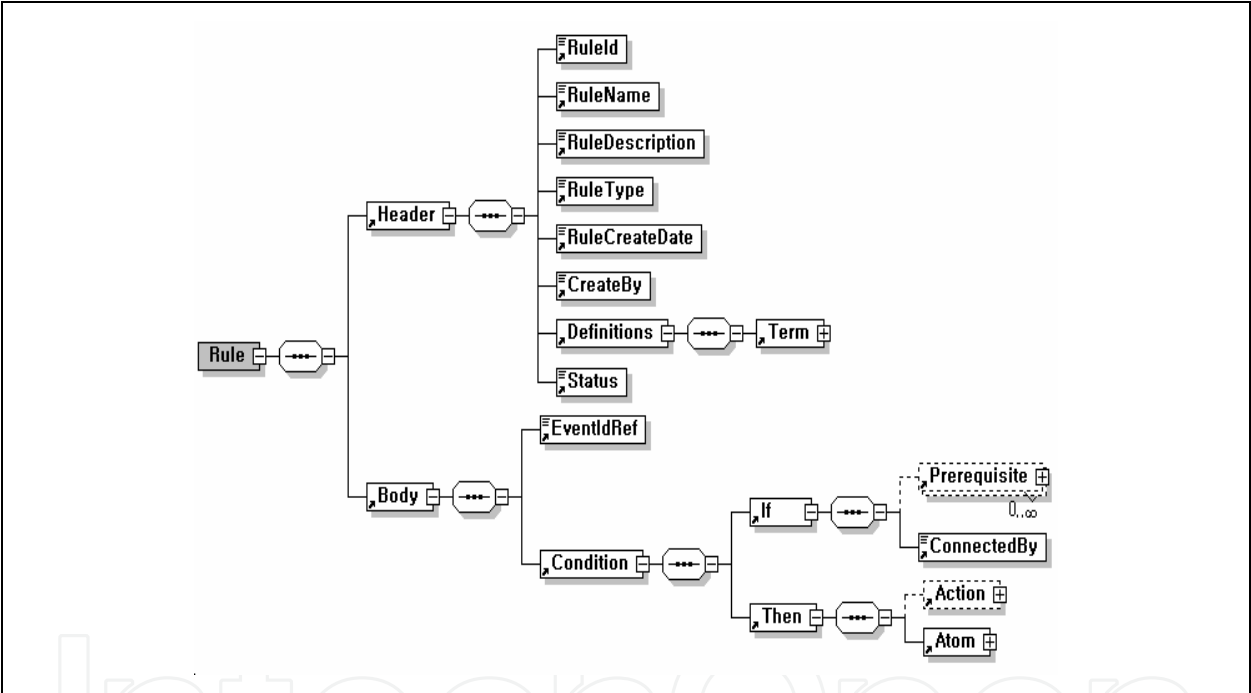 RuleId
RuleName
RuleDescription
RuleType
Header
RuleCreateDate
CreateBy
Definitions
Term
Rule
Status
EventIdRef
Body
Prerequisite
0..∞
If
ConnectedBy
Condition
Action
Then
Atom